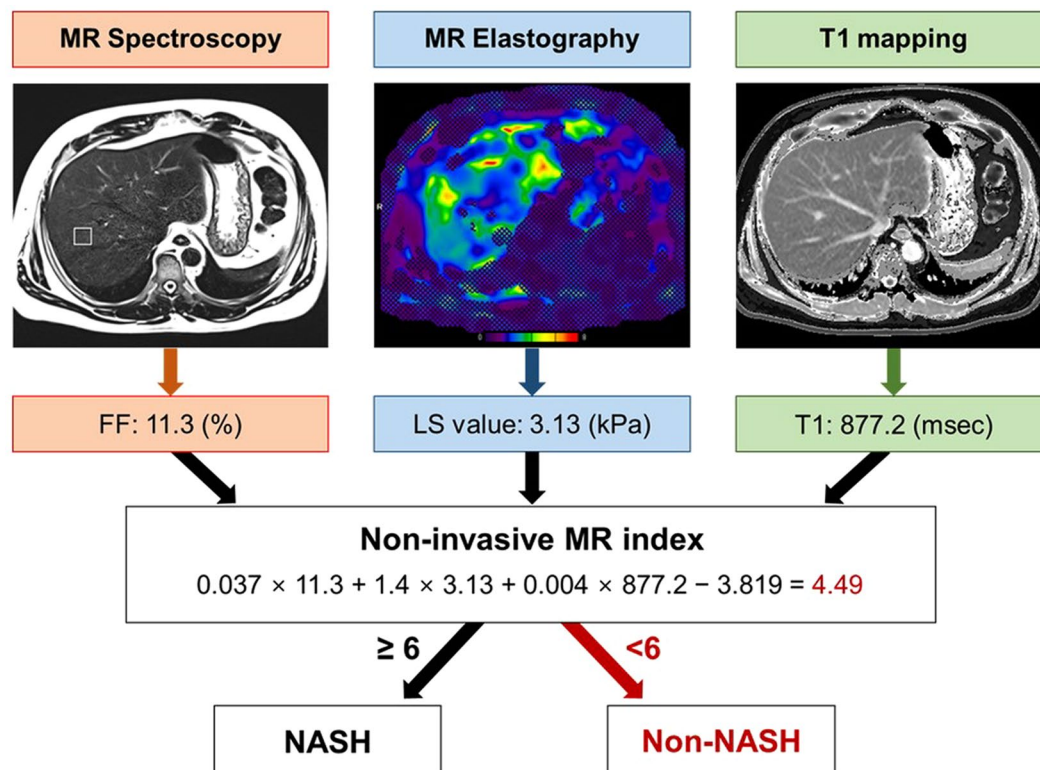 MR Spectroscopy
MR Elastography
T1 mapping
R
0
8
FF: 11.3 (%)
LS value: 3.13 (kPa)
T1: 877.2 (msec)
Non-invasive MR index
0.037 × 11.3 + 1.4 × 3.13 + 0.004 × 877.2 − 3.819 = 4.49
≥ 6
<6
NASH
Non-NASH